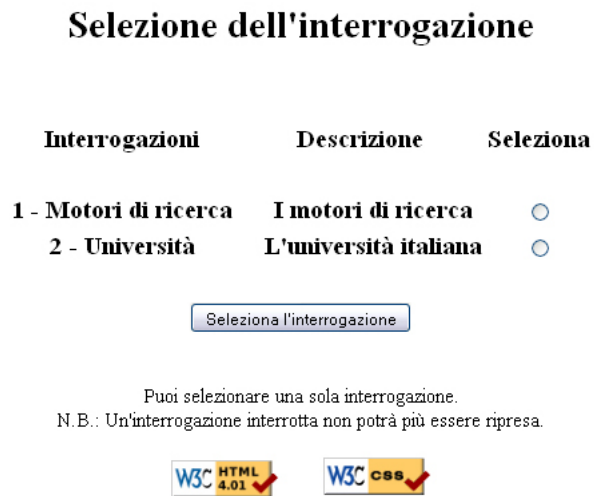 Selezione dell'interrogazione
Interrogazioni Descrizione Seleziona
1 - Motori di ricerca I motori di ricerca
2 - Università L'università italiana
Seleziona l'interrogazione
Puoi selezionare una sola interrogazione.
N.B.: Un'interrogazione interrotta non potrà più essere ripresa.
W3C HTML 4.01 W3C css